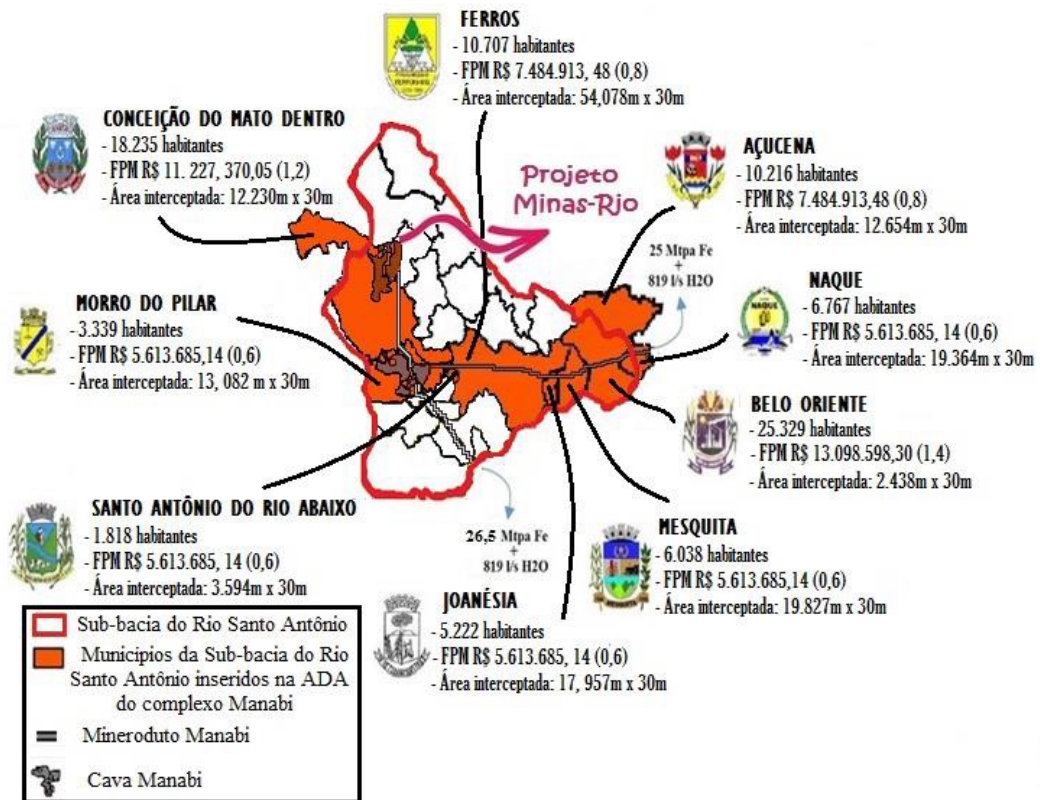 FERROS
- 10.707 habitantes
- FPM R$ 7.484.913, 48 (0,8)
- Área interceptada: 54,078m x 30m
CONCEIÇÃO DO MATO DENTRO
- 18.235 habitantes
- FPM R$ 11. 227, 370,05 (1,2)
- Área interceptada: 12.230m x 30m
Projeto
Minas-Rjo
AÇUCENA
- 10.216 habitantes
- FPM R$ 7.484.913,48 (0,8)
- Área interceptada: 12.654m x 30m
25 Mtpa Fe
+
819 l/s H2O
NAQUE
NAQUE
- 6.767 habitantes
- FPM R$ 5.613.685, 14 (0,6)
- Área interceptada: 19.364m x 30m
MORRO DO PILAR
- 3.339 habitantes
- FPM R$ 5.613.685,14 (0,6)
- Área interceptada: 13, 082 m x 30m
BELO ORIENTE
- 25.329 habitantes
- FPM R$ 13.098.598,30 (1,4)
- Área interceptada: 2.438m x 30m
SANTO ANTÔNIO DO RIO ABAIXO
- 1.818 habitantes
- FPM R$ 5.613.685, 14 (0,6)
- Área interceptada: 3.594m x 30m
26,5 Mtpa Fe
+
819 l/s H2O
MESQUITA
- 6.038 habitantes
- FPM R$ 5.613.685,14 (0,6)
- Área interceptada: 19.827m x 30m
JOANÉSIA
- 5.222 habitantes
- FPM R$ 5.613.685, 14 (0,6)
- Área interceptada: 17, 957m x 30m
Sub-bacia do Rio Santo Antônio
Municípios da Sub-bacia do Rio
Santo Antônio inseridos na ADA
do complexo Manabi
Mineroduto Manabi
Cava Manabi